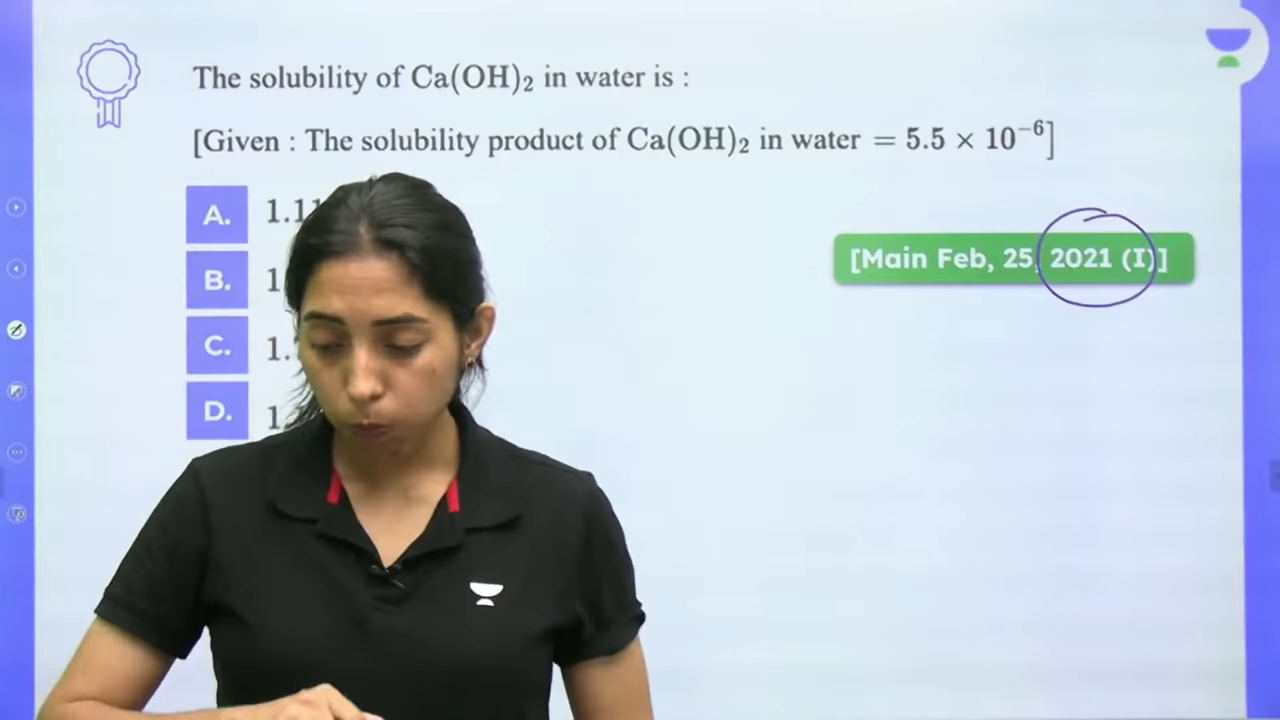 The solubility of Ca(OH)₂ in water is :
[Given : The solubility product of Ca(OH)₂ in water = 5.5 × 10⁻⁶]
A. 1.11
B. 1
C. 1.
D. 1.
[Main Feb, 25, 2021 (I)]